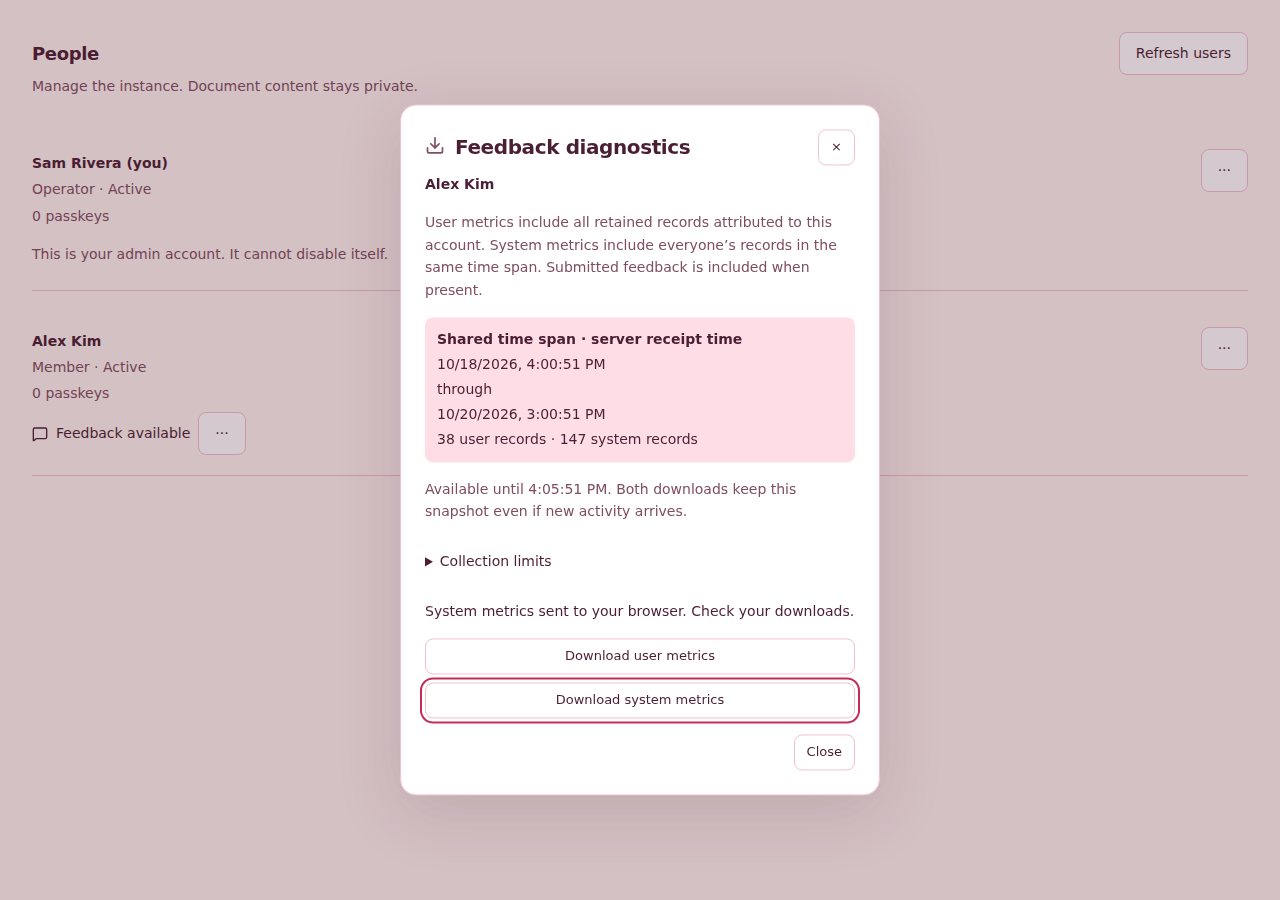 People
Refresh users
Manage the instance. Document content stays private.
Sam Rivera (you)
Operator · Active
0 passkeys
This is your admin account. It cannot disable itself.
...
Alex Kim
Member · Active
0 passkeys
Feedback available
...
...
Feedback diagnostics
×
Alex Kim
User metrics include all retained records attributed to this
account. System metrics include everyone’s records in the
same time span. Submitted feedback is included when
present.
Shared time span · server receipt time
10/18/2026, 4:00:51 PM
through
10/20/2026, 3:00:51 PM
38 user records · 147 system records
Available until 4:05:51 PM. Both downloads keep this
snapshot even if new activity arrives.
Collection limits
System metrics sent to your browser. Check your downloads.
Download user metrics
Download system metrics
Close